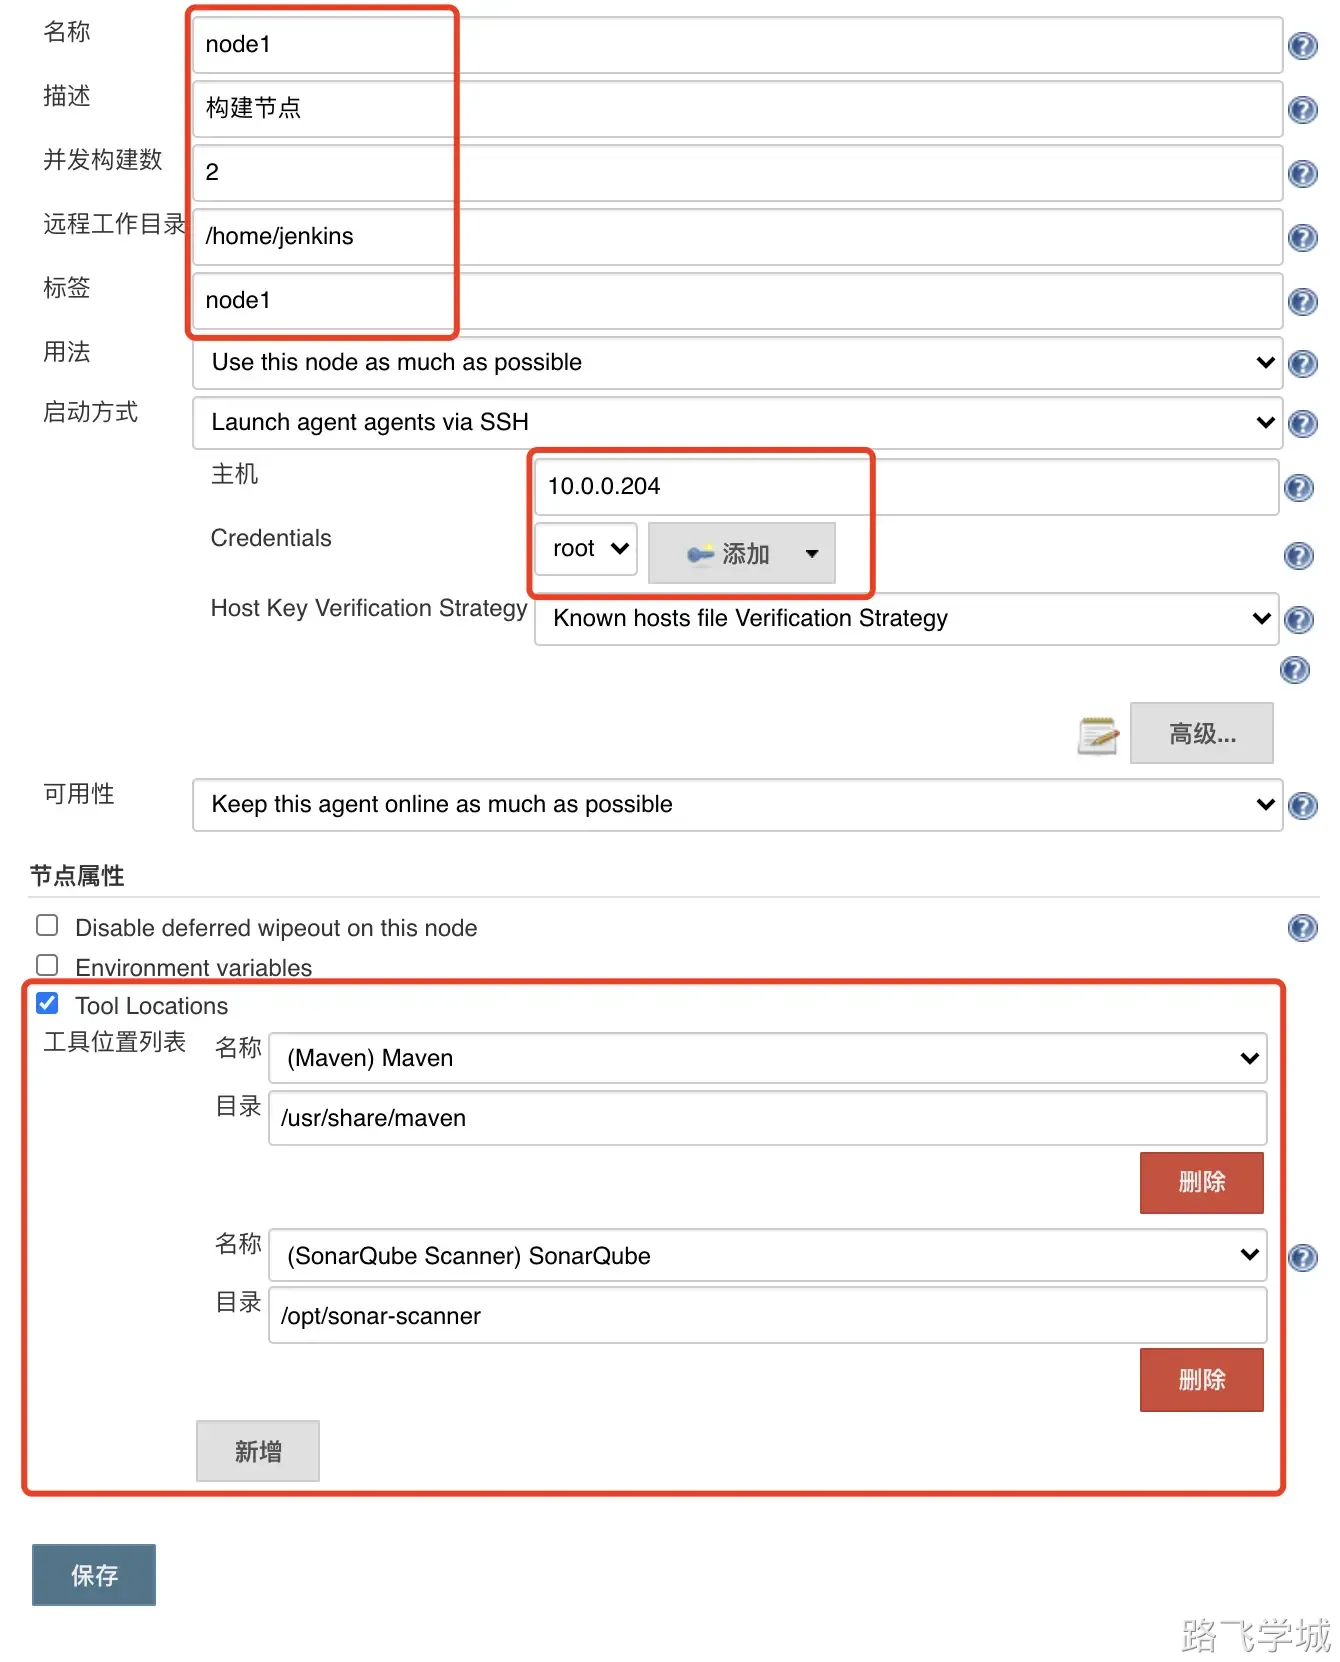 名称 node1
描述 构建节点
并发构建数 2
远程工作目录 /home/jenkins
标签 node1
用法 Use this node as much as possible
启动方式 Launch agent agents via SSH
主机 10.0.0.204
Credentials root 添加
Host Key Verification Strategy Known hosts file Verification Strategy
高级...
可用性 Keep this agent online as much as possible
节点属性
Disable deferred wipeout on this node
Environment variables
Tool Locations
工具位置列表 名称 (Maven) Maven
目录 /usr/share/maven
删除
名称 (SonarQube Scanner) SonarQube
目录 /opt/sonar-scanner
删除
新增
保存
路飞学城